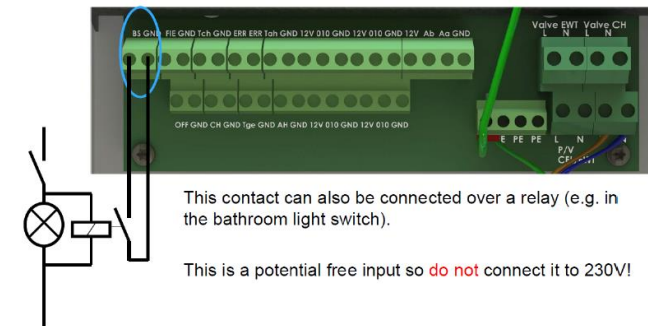 Valve EWT Valve CH
L N L N
BS GND FIE GND Tch GND ERR ERR Tah GND 12V 010 GND 12V 010 GND 12V Ab Aa GND
OFF GND CH GND Tge GND AH GND 12V 010 GND 12V 010 GND
E PE PE L N N
P/V
This contact can also be connected over a relay (e.g. in
the bathroom light switch).
This is a potential free input so do not connect it to 230V!